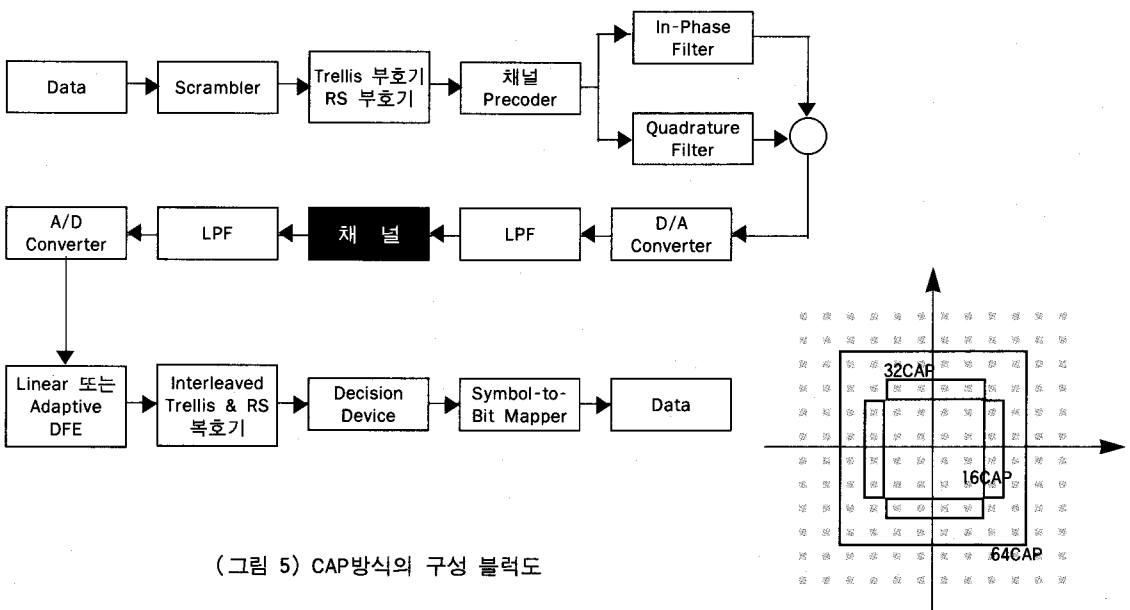 Data
Scrambler
Trellis 부호기
RS 부호기
채널
Precoder
In-Phase
Filter
Quadrature
Filter
A/D
Converter
LPF
채 널
LPF
D/A
Converter
Linear 또는
Adaptive
DFE
Interleaved
Trellis & RS
복호기
Decision
Device
Symbol-to-
Bit Mapper
Data
32CAP
16CAP
64CAP
(그림 5) CAP방식의 구성 블럭도